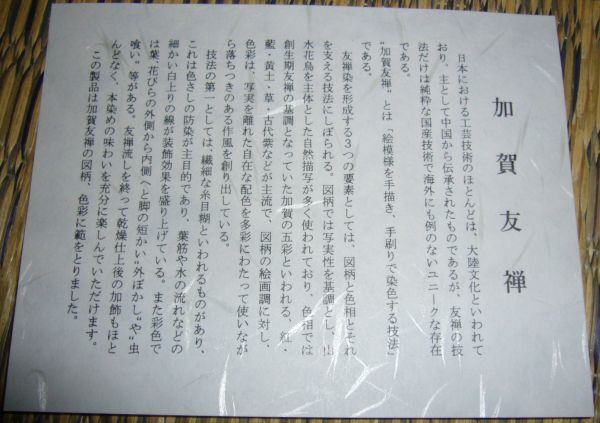 加賀友禅
日本における工芸技術のほとんどは、大陸文化といわれて
おり、主として中国から伝承されたものであるが、友禅の技
法だけは純粋な国産技術で海外にも例のないユニークな存在
である。
“加賀友禅”とは「絵模様を手描き、手刷りで染色する技法」
である。
友禅染を形成する3つの要素としては、図柄と色相とそれ
を支える技法にしぼられる。図柄では写実性を基調とし、山
水花鳥を主体とした自然描写が多く使われており、色相では
創生期友禅の基調となっていた加賀の五彩といわれる、紅・
藍・黄土・草・古代紫などが主流で、図柄の絵画調に対し、
色彩は、写実を離れた自在な配色を多彩にわたって使いなが
ら落ちつきのある作風を創り出している。
技法の第一としては、繊細な糸目糊といわれるものがあり、
これは色さしの防染が主目的であり、葉筋や水の流れなどの
細かい白上りの線が装飾効果を盛り上げている。また彩色で
は葉、花びらの外側から内側へと脚の短かい“外ぼかし”や“虫
喰い”等がある。友禅流しを終って乾燥仕上後の加飾もほと
んどなく、本染めの味わいを充分に楽しんでいただけます。
この製品は加賀友禅の図柄、色彩に範をとりました。